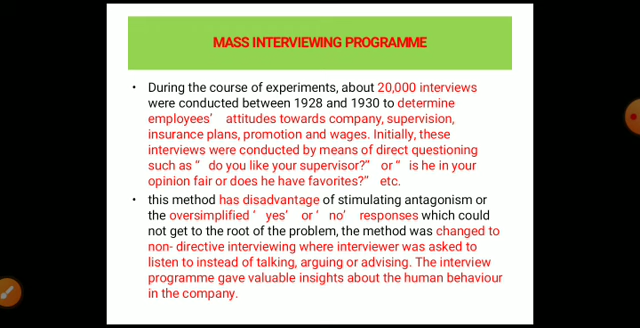 MASS INTERVIEWING PROGRAMME
• During the course of experiments, about 20,000 interviews
were conducted between 1928 and 1930 to determine
employees' attitudes towards company, supervision,
insurance plans, promotion and wages. Initially, these
interviews were conducted by means of direct questioning
such as " do you like your supervisor?" or " is he in your
opinion fair or does he have favorites?" etc.
• this method has disadvantage of stimulating antagonism or
the oversimplified ' yes' or ' no' responses which could
not get to the root of the problem, the method was changed to
non- directive interviewing where interviewer was asked to
listen to instead of talking, arguing or advising. The interview
programme gave valuable insights about the human behaviour
in the company.